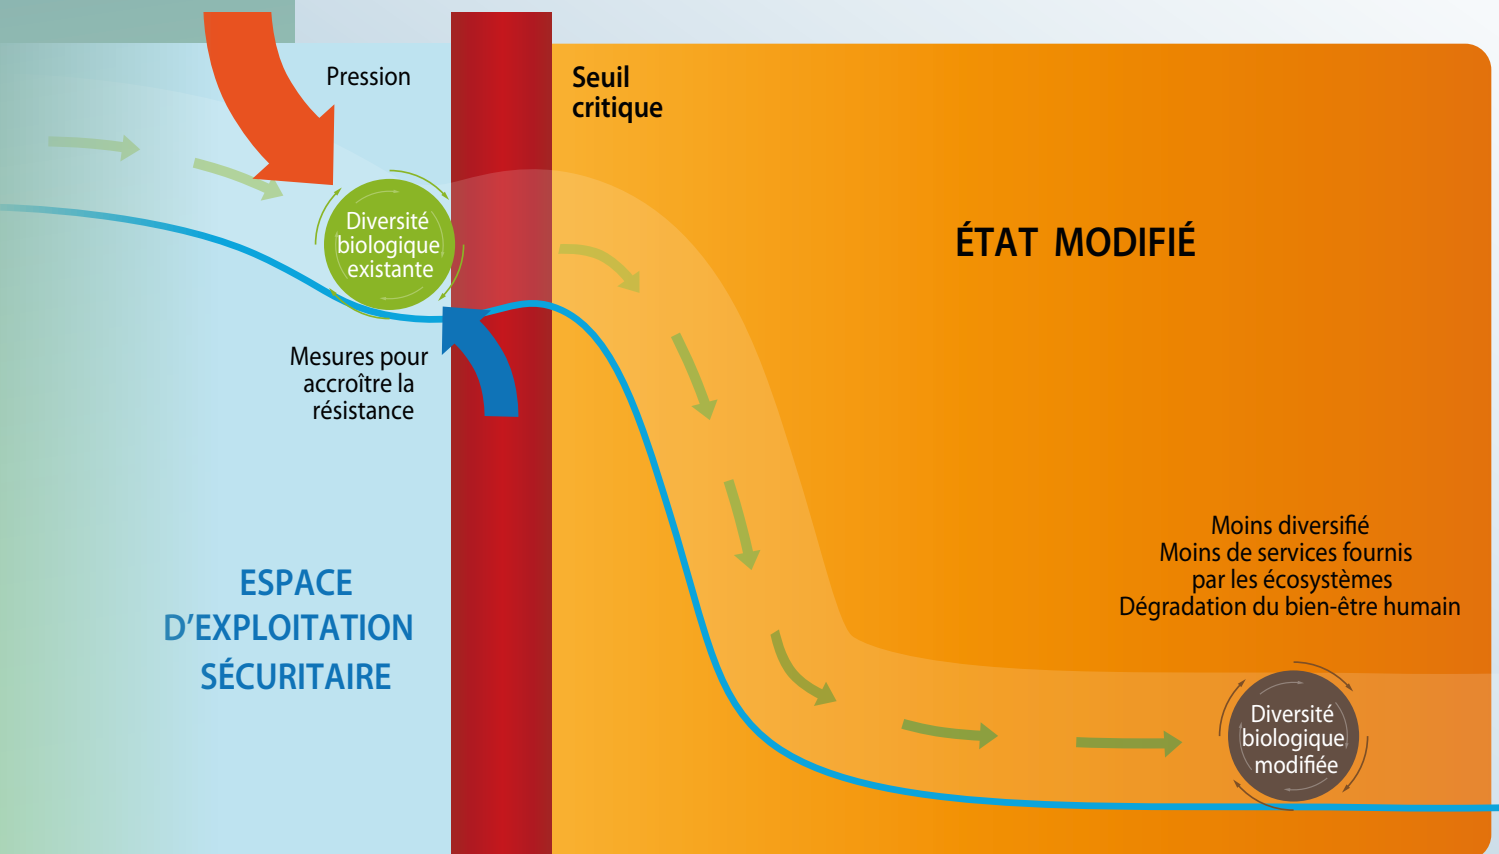 Pression
Seuil
critique
Diversité
biologique
existante
ÉTAT MODIFIÉ
Mesures pour
accroître la
résistance
ESPACE
D'EXPLOITATION
SÉCURITAIRE
Moins diversifié
Moins de services fournis
par les écosystèmes
Dégradation du bien-être humain
Diversité
biologique
modifiée